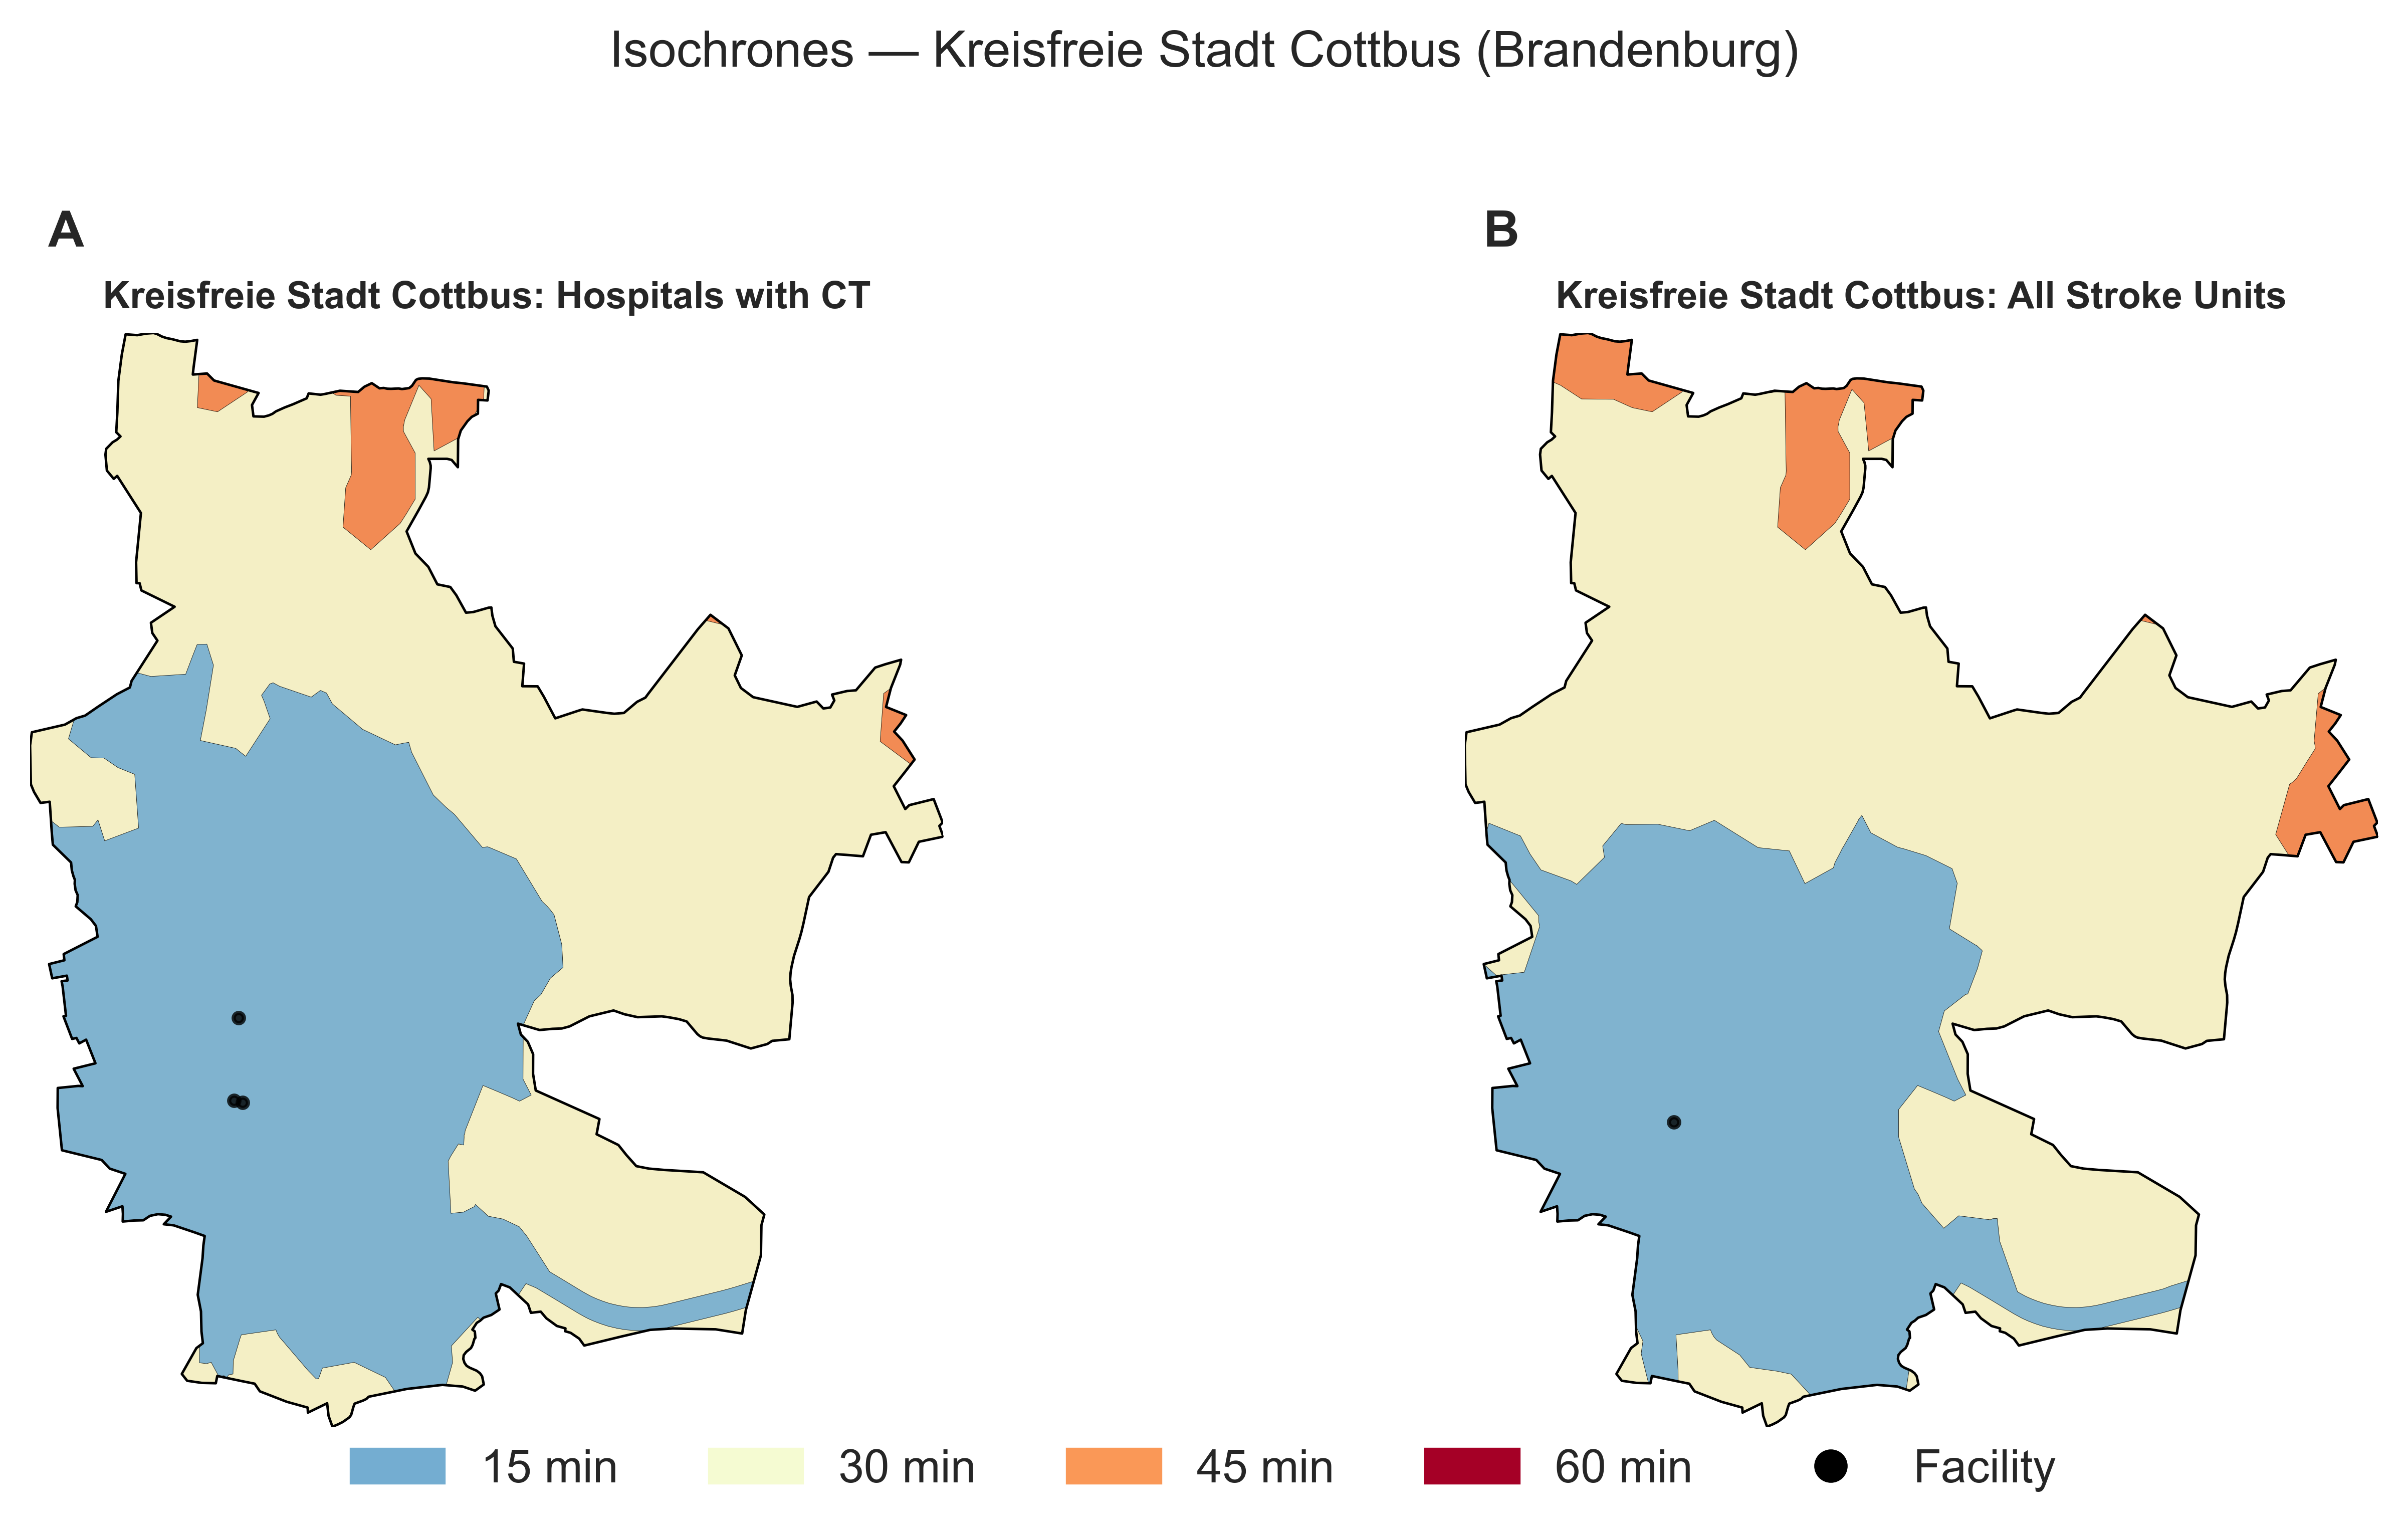 Isochrones — Kreisfreie Stadt Cottbus (Brandenburg)
A
B
Kreisfreie Stadt Cottbus: Hospitals with CT
Kreisfreie Stadt Cottbus: All Stroke Units
15 min
30 min
45 min
60 min
Facility